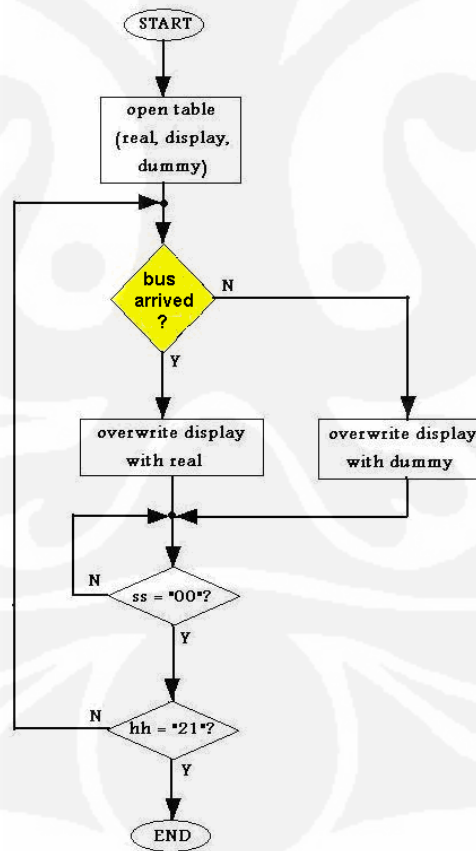 START
open table
(real, display,
dummy)
bus
arrived
?
N
Y
overwrite display
with real
overwrite display
with dummy
N
ss = "00"?
Y
N
hh = "21"?
Y
END